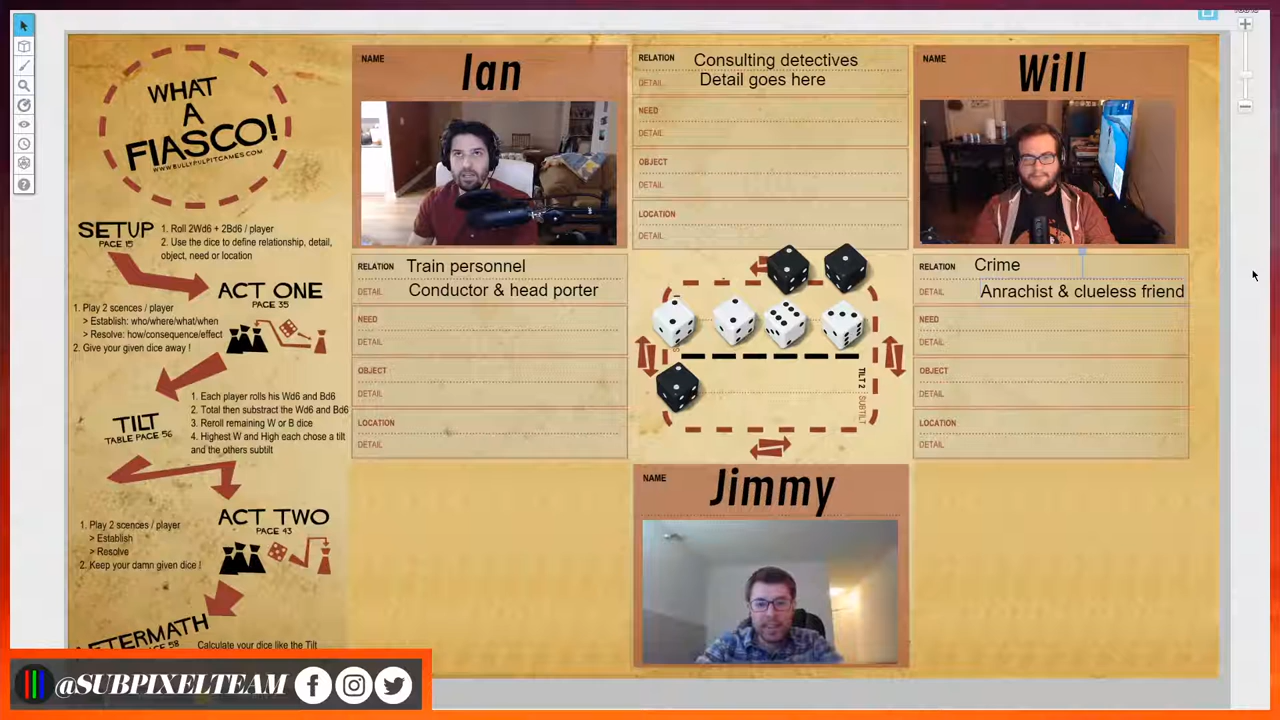 WHAT
A
FIASCO!
WWW.BULLYPULPITGAMES.COM
SETUP
PAGE 15
1. Roll 2Wd6 + 2Bd6 / player
2. Use the dice to define relationship, detail,
object, need or location
ACT ONE
PAGE 35
1. Play 2 scences / player
> Establish: who/where/what/when
> Resolve: how/consequence/effect
2. Give your given dice away !
TILT
TABLE PAGE 56
1. Each player rolls his Wd6 and Bd6
2. Total then substract the Wd6 and Bd6
3. Reroll remaining W or B dice
4. Highest W and High each chose a tilt
and the others subtilt
ACT TWO
PAGE 43
1. Play 2 scences / player
> Establish
> Resolve
2. Keep your damn given dice !
AFTERMATH
Calculate your dice like the Tilt
NAME
Ian
RELATION Consulting detectives
DETAIL Detail goes here
NEED
DETAIL
OBJECT
DETAIL
LOCATION
DETAIL
NAME
Will
RELATION Train personnel
DETAIL Conductor & head porter
NEED
DETAIL
OBJECT
DETAIL
LOCATION
DETAIL
TILT 2
SUBTILT
RELATION Crime
DETAIL Anrachist & clueless friend
NEED
DETAIL
OBJECT
DETAIL
LOCATION
DETAIL
NAME
Jimmy
@SUBPIXELTEAM